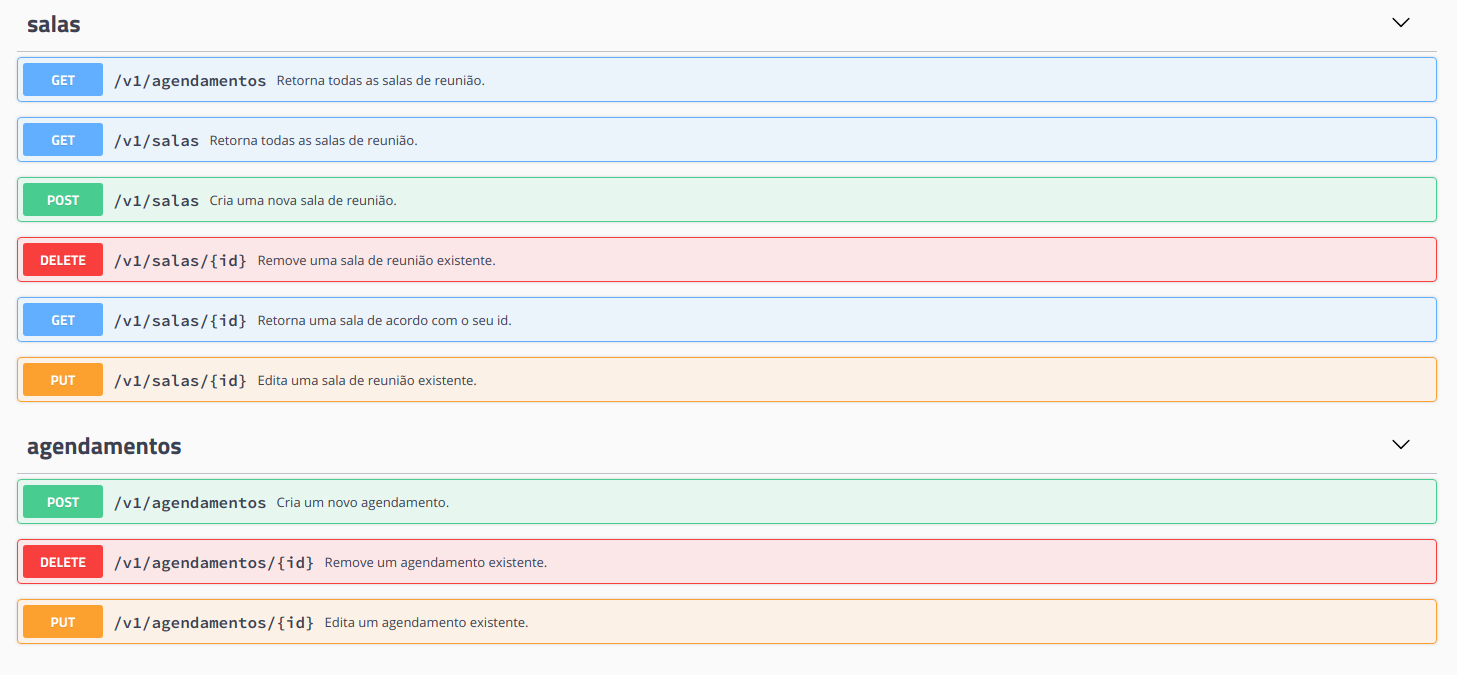 salas
GET /v1/agendamentos Retorna todas as salas de reunião.
GET /v1/salas Retorna todas as salas de reunião.
POST /v1/salas Cria uma nova sala de reunião.
DELETE /v1/salas/{id} Remove uma sala de reunião existente.
GET /v1/salas/{id} Retorna uma sala de acordo com o seu id.
PUT /v1/salas/{id} Edita uma sala de reunião existente.
agendamentos
POST /v1/agendamentos Cria um novo agendamento.
DELETE /v1/agendamentos/{id} Remove um agendamento existente.
PUT /v1/agendamentos/{id} Edita um agendamento existente.